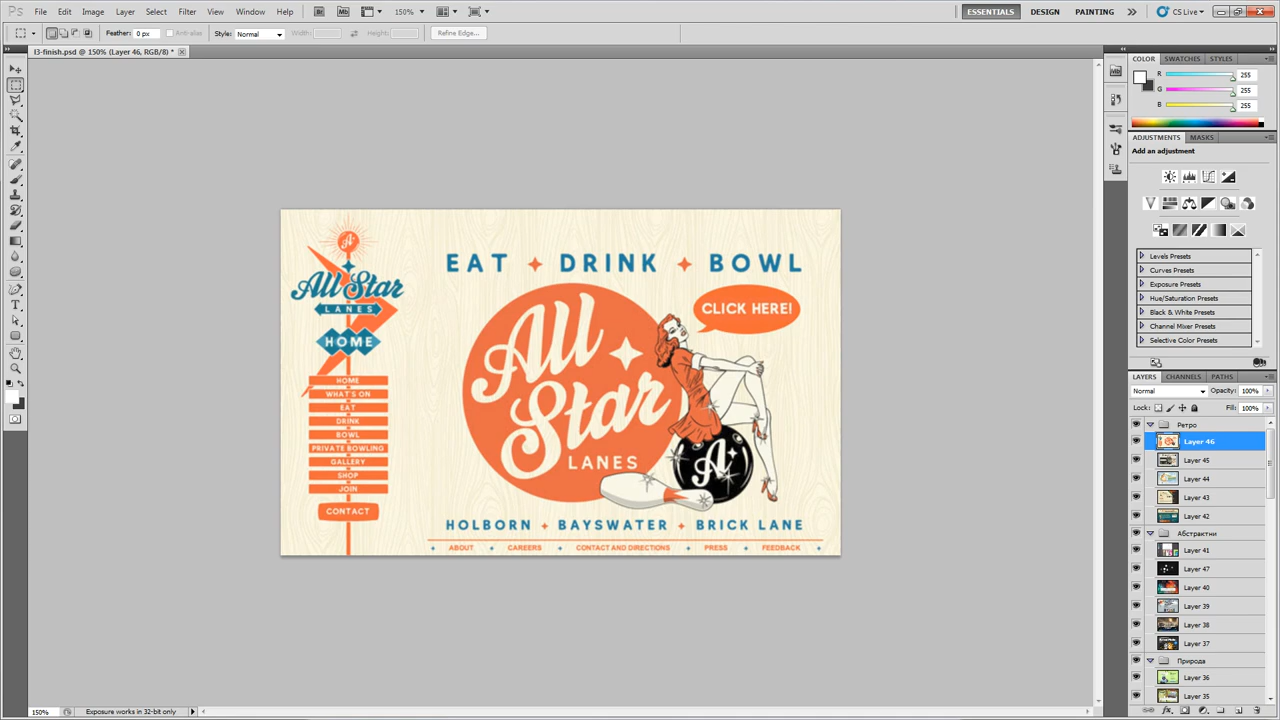 Ps File Edit Image Layer Select Filter Analysis View Window Help Br Mb 150% ESSENTIALS DESIGN PAINTING CS Live
Feather: 0 px Anti-alias Style: Normal Width: Height: Refine Edge...
i3-finish.psd @ 150% (Layer 46, RGB/8) *
COLOR SWATCHES STYLES
R 255
G 255
B 255
ADJUSTMENTS MASKS
Add an adjustment
Levels Presets
Curves Presets
Exposure Presets
Hue/Saturation Presets
Black & White Presets
Channel Mixer Presets
Selective Color Presets
LAYERS CHANNELS PATHS
Normal Opacity: 100%
Lock: Fill: 100%
Ретро
Layer 46
Layer 45
Layer 44
Layer 43
Layer 42
Абстрактни
Layer 41
Layer 47
Layer 40
Layer 39
Layer 38
Layer 37
Природа
Layer 36
Layer 35
A
All Star
LANES
HOME
HOME
WHAT'S ON
EAT
DRINK
BOWL
PRIVATE BOWLING
GALLERY
SHOP
JOIN
CONTACT
EAT DRINK BOWL
CLICK HERE!
All
Star
LANES
A
HOLBORN BAYSWATER BRICK LANE
ABOUT CAREERS CONTACT AND DIRECTIONS PRESS FEEDBACK
150% Exposure works in 32-bit only